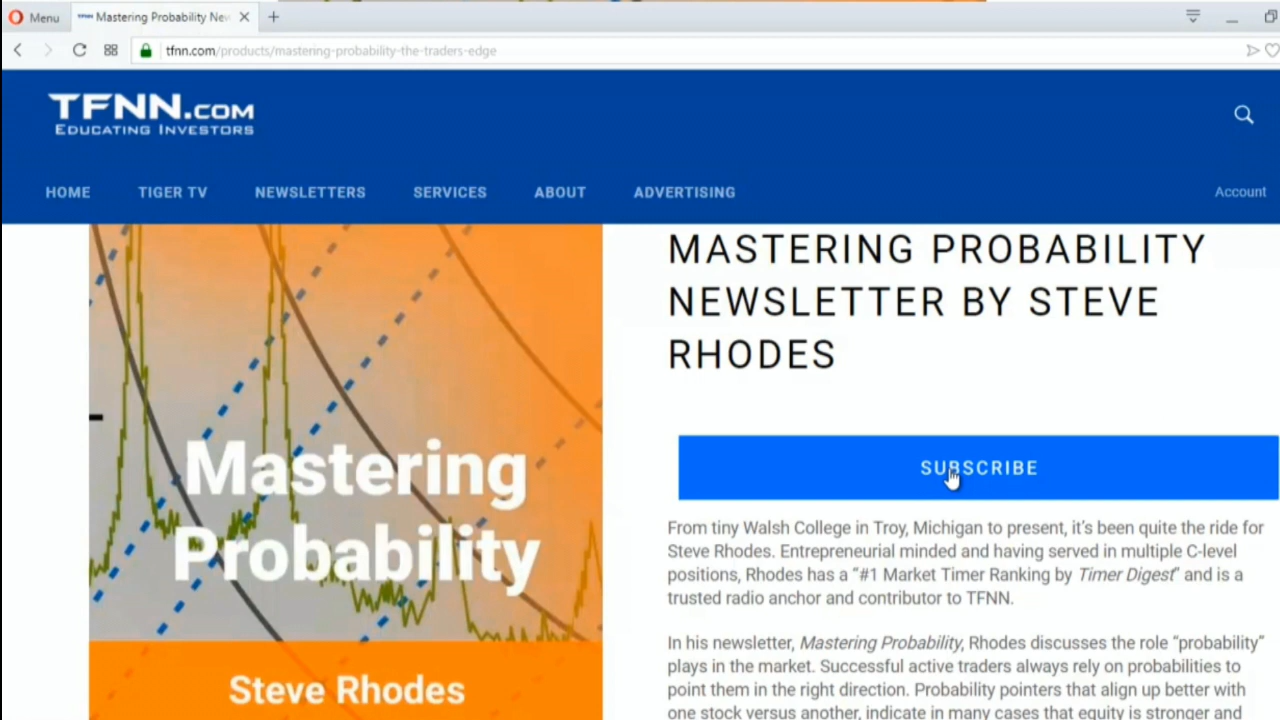 Menu
TFNN Mastering Probability New
tfnn.com/products/mastering-probability-the-traders-edge
TFNN.COM
EDUCATING INVESTORS
HOME TIGER TV NEWSLETTERS SERVICES ABOUT ADVERTISING Account
MASTERING PROBABILITY
NEWSLETTER BY STEVE
RHODES
Mastering
Probability
Steve Rhodes
SUBSCRIBE
From tiny Walsh College in Troy, Michigan to present, it's been quite the ride for
Steve Rhodes. Entrepreneurial minded and having served in multiple C-level
positions, Rhodes has a “#1 Market Timer Ranking by Timer Digest” and is a
trusted radio anchor and contributor to TFNN.
In his newsletter, Mastering Probability, Rhodes discusses the role “probability”
plays in the market. Successful active traders always rely on probabilities to
point them in the right direction. Probability pointers that align up better with
one stock versus another, indicate in many cases that equity is stronger and